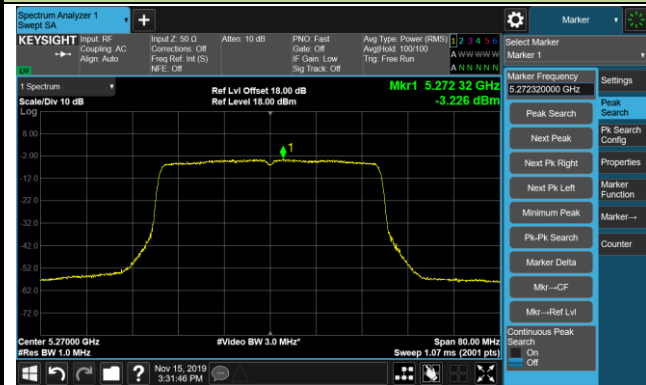 Spectrum Analyzer 1
Swept SA
+
Marker
KEYSIGHT
Input: RF
Coupling: AC
Align: Auto
Input Z: 50 Ω
Corrections: Off
Freq Ref: Int (S)
NFE: Off
Atten: 10 dB
PNO: Fast
Gate: Off
IF Gain: Low
Sig Track: Off
Avg Type: Power (RMS)
Avg|Hold: 100/100
Trig: Free Run
1 2 3 4 5 6
A W W W W W
A N N N N N
Select Marker
Marker 1
1 Spectrum
Scale/Div 10 dB
Log
Ref Lvl Offset 18.00 dB
Ref Level 18.00 dBm
Mkr1 5.272 32 GHz
-3.226 dBm
1
8.00
-2.00
-12.0
-22.0
-32.0
-42.0
-52.0
-62.0
-72.0
Center 5.27000 GHz
#Res BW 1.0 MHz
#Video BW 3.0 MHz*
Span 80.00 MHz
Sweep 1.07 ms (2001 pts)
Marker Frequency
5.272320000 GHz
Peak Search
Next Peak
Next Pk Right
Next Pk Left
Minimum Peak
Pk-Pk Search
Marker Delta
Mkr→CF
Mkr→Ref Lvl
Continuous Peak
Search
On
Off
Settings
Peak
Search
Pk Search
Config
Properties
Marker
Function
Marker→
Counter
?
Nov 15, 2019
3:31:46 PM